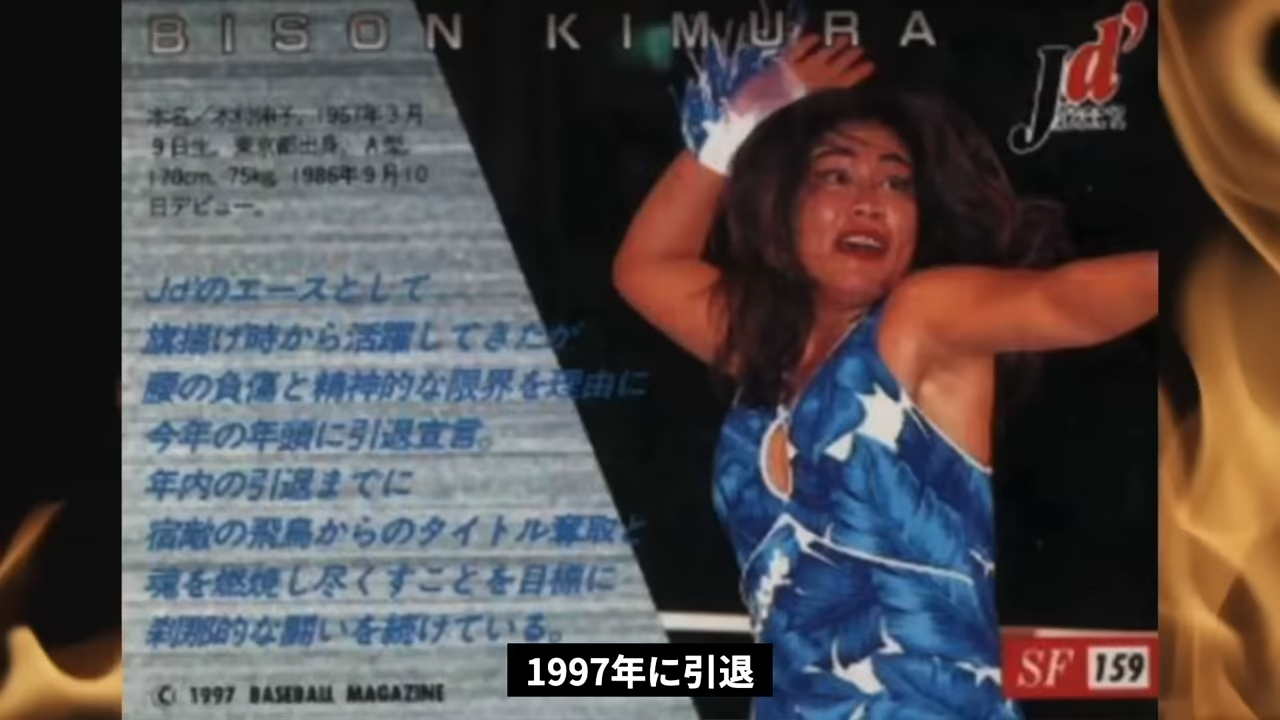 BISON KIMURA
Jd'
本名／木村伸子。1967年3月
9日生。東京都出身。A型。
170cm、75kg。1986年9月10
日デビュー。
Jd'のエースとして
旗揚げ時から活躍してきたが
腰の負傷と精神的な限界を理由に
今年の年頭に引退宣言。
年内の引退までに
宿敵の飛鳥からのタイトル奪取と
魂を燃焼し尽くすことを目標に
刹那的な闘いを続けている。
© 1997 BASEBALL MAGAZINE
SF 159
1997年に引退